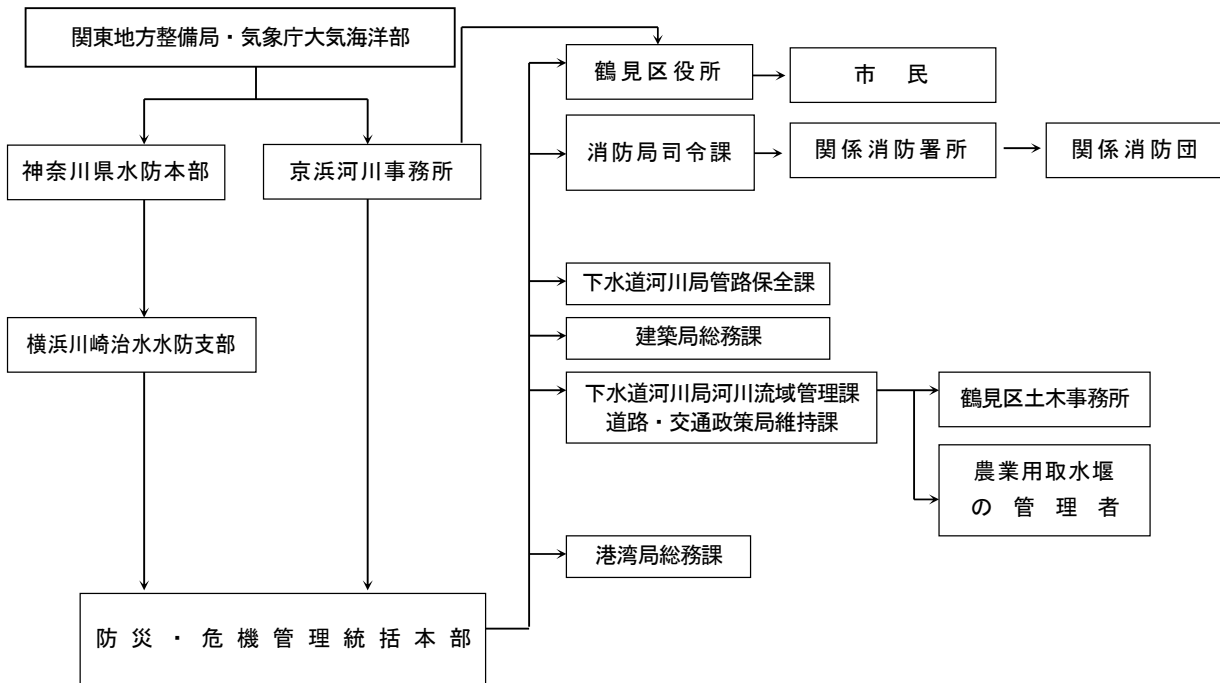 関東地方整備局・気象庁大気海洋部
鶴見区役所
市民
消防局司令課
関係消防署所
関係消防団
神奈川県水防本部
京浜河川事務所
下水道河川局管路保全課
横浜川崎治水水防支部
建築局総務課
下水道河川局河川流域管理課
道路・交通政策局維持課
鶴見区土木事務所
農業用取水堰
の管理者
港湾局総務課
防災・危機管理統括本部